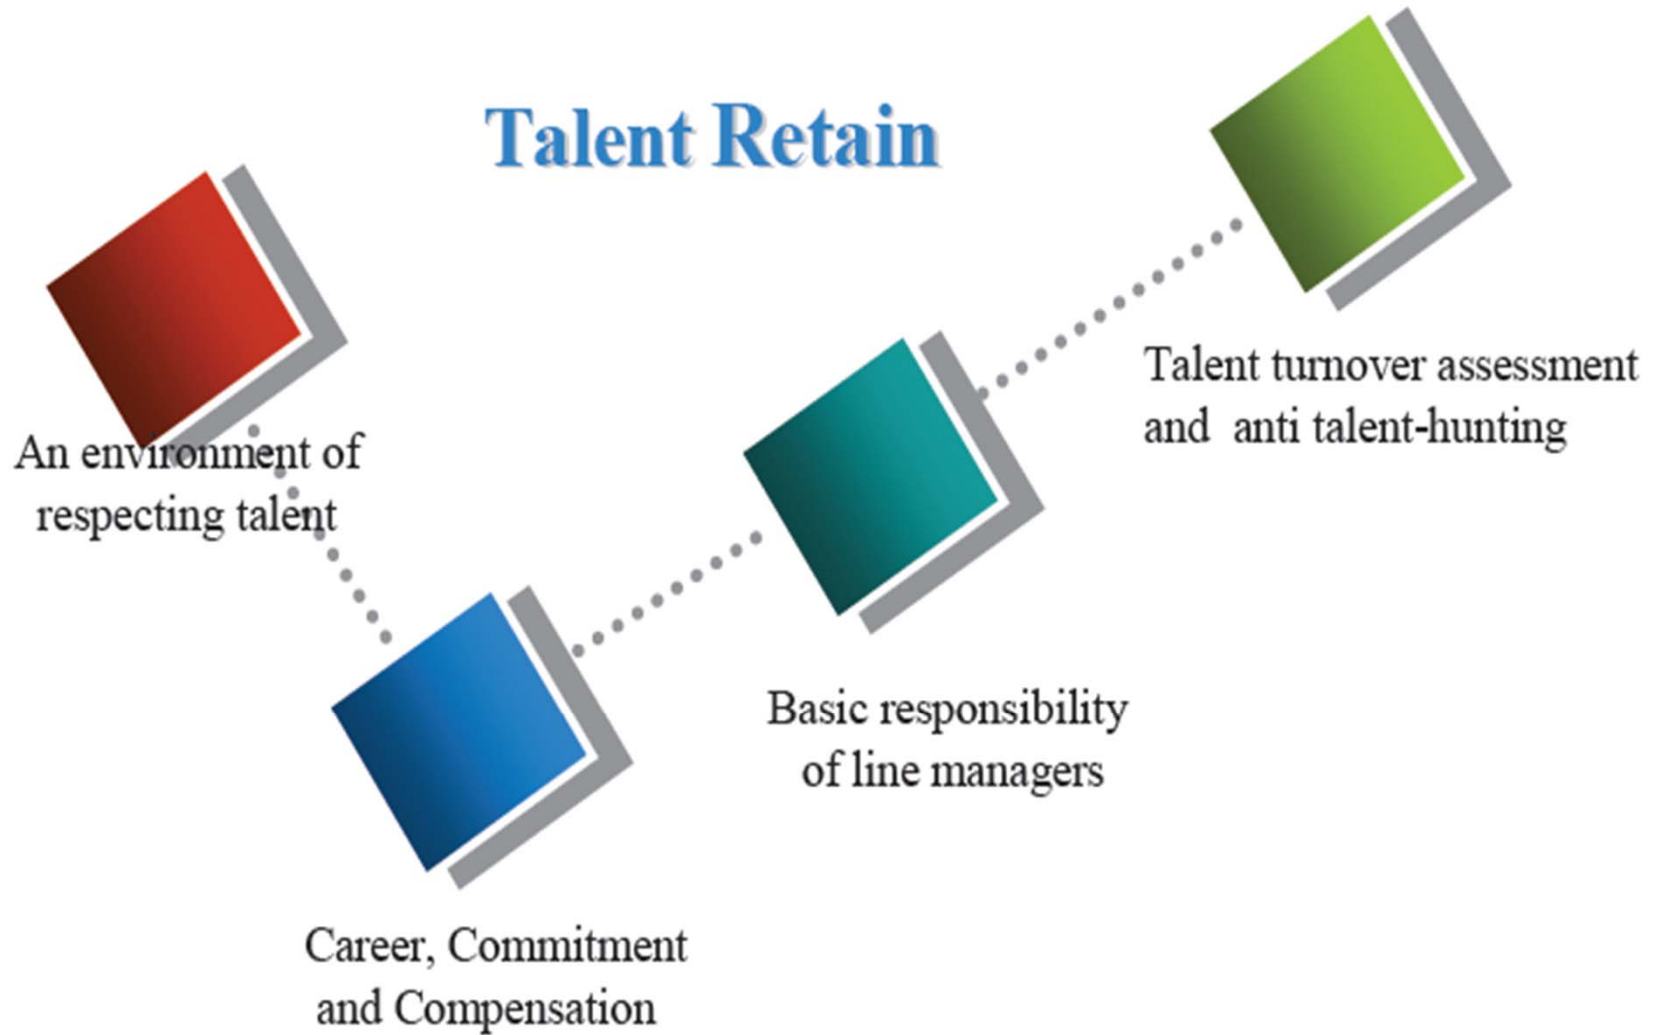 Talent Retain
An environment of
respecting talent
Career, Commitment
and Compensation
Basic responsibility
of line managers
Talent turnover assessment
and  anti talent-hunting